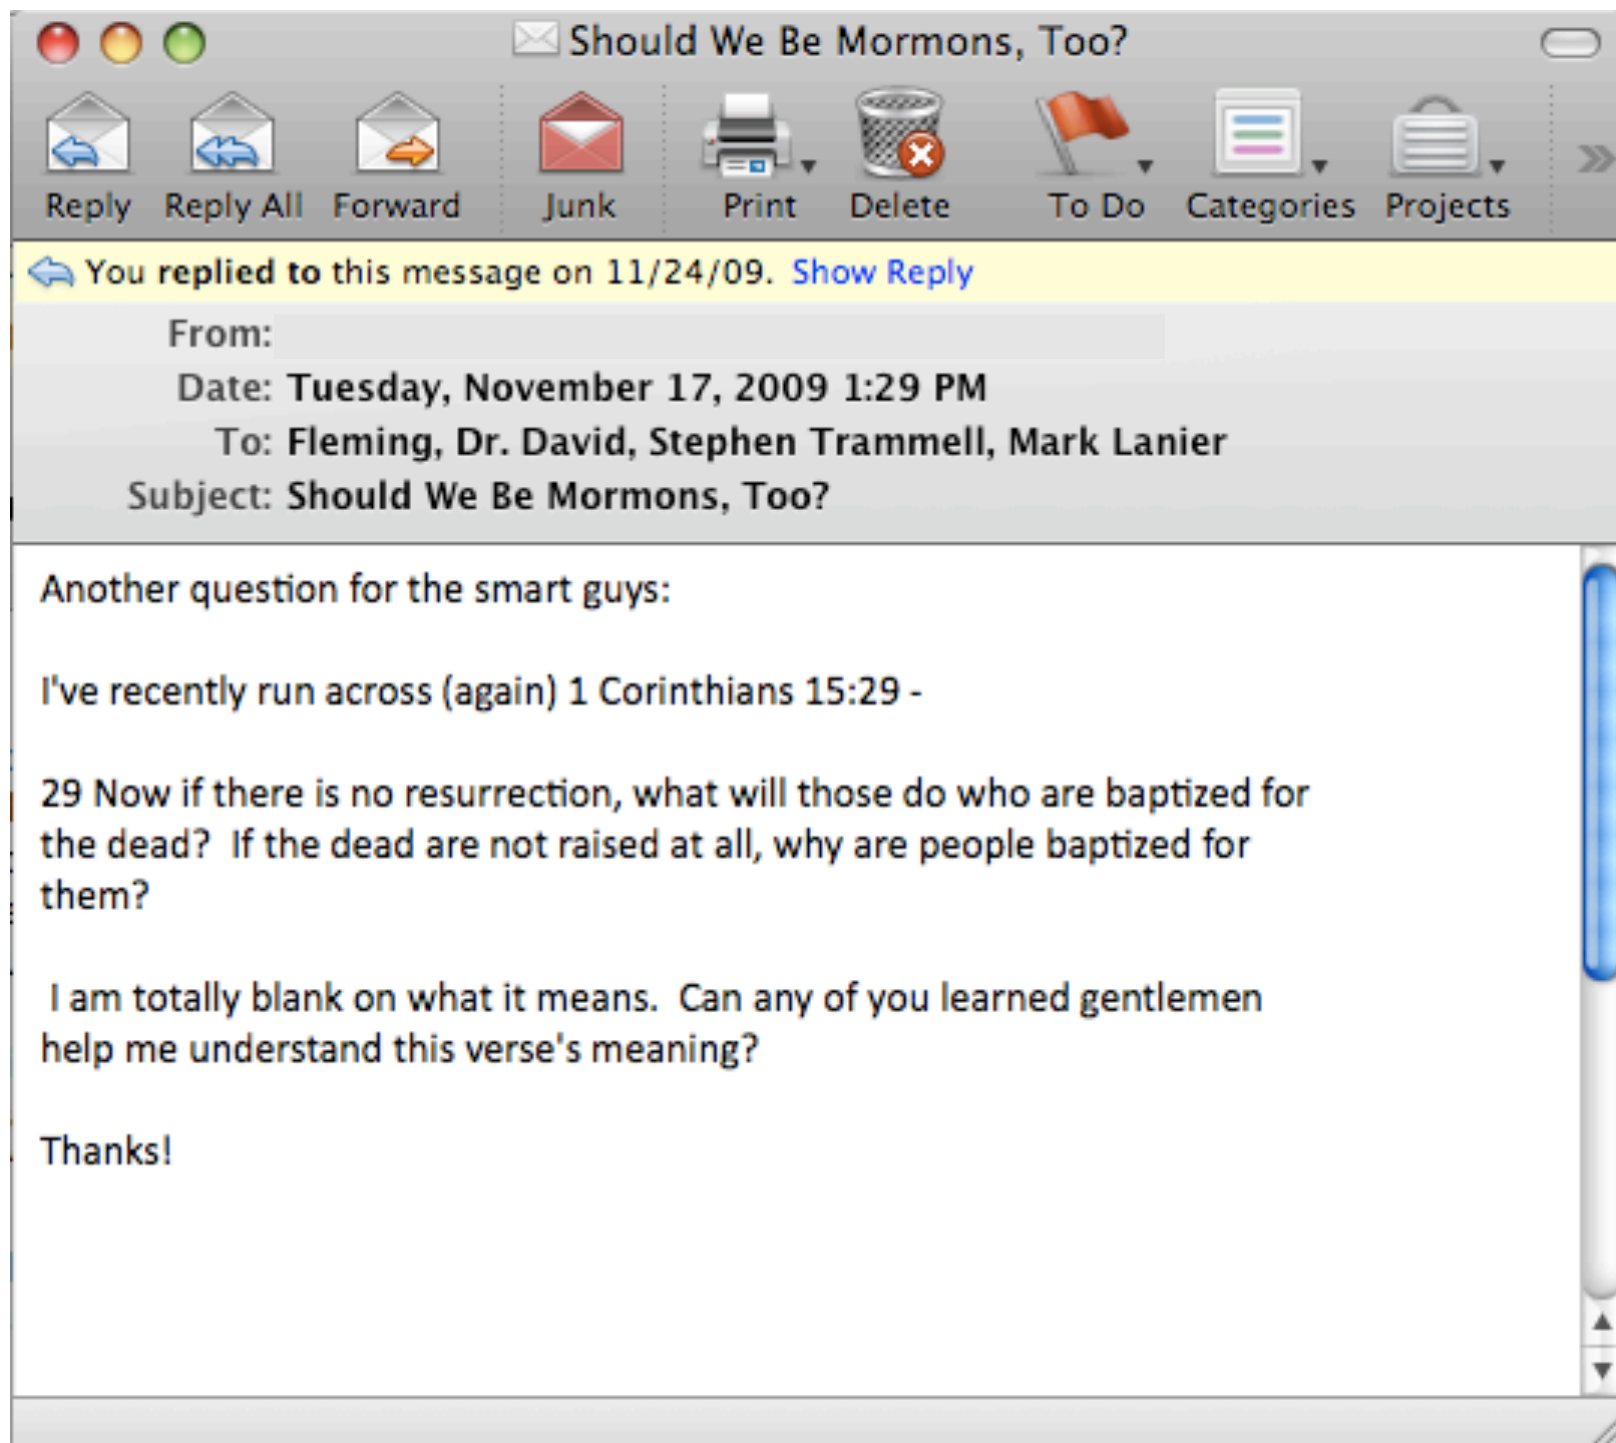 Should We Be Mormons, Too?
Reply Reply All Forward Junk Print Delete To Do Categories Projects
You replied to this message on 11/24/09. Show Reply
From:
Date: Tuesday, November 17, 2009 1:29 PM
To: Fleming, Dr. David, Stephen Trammell, Mark Lanier
Subject: Should We Be Mormons, Too?
Another question for the smart guys:
I've recently run across (again) 1 Corinthians 15:29 -
29 Now if there is no resurrection, what will those do who are baptized for
the dead?  If the dead are not raised at all, why are people baptized for
them?
I am totally blank on what it means.  Can any of you learned gentlemen
help me understand this verse's meaning?
Thanks!